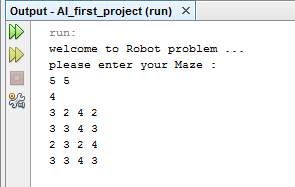 Output - AI_first_project (run)
run:
welcome to Robot problem ...
please enter your Maze :
5 5
4
3 2 4 2
3 3 4 3
2 3 2 4
3 3 4 3